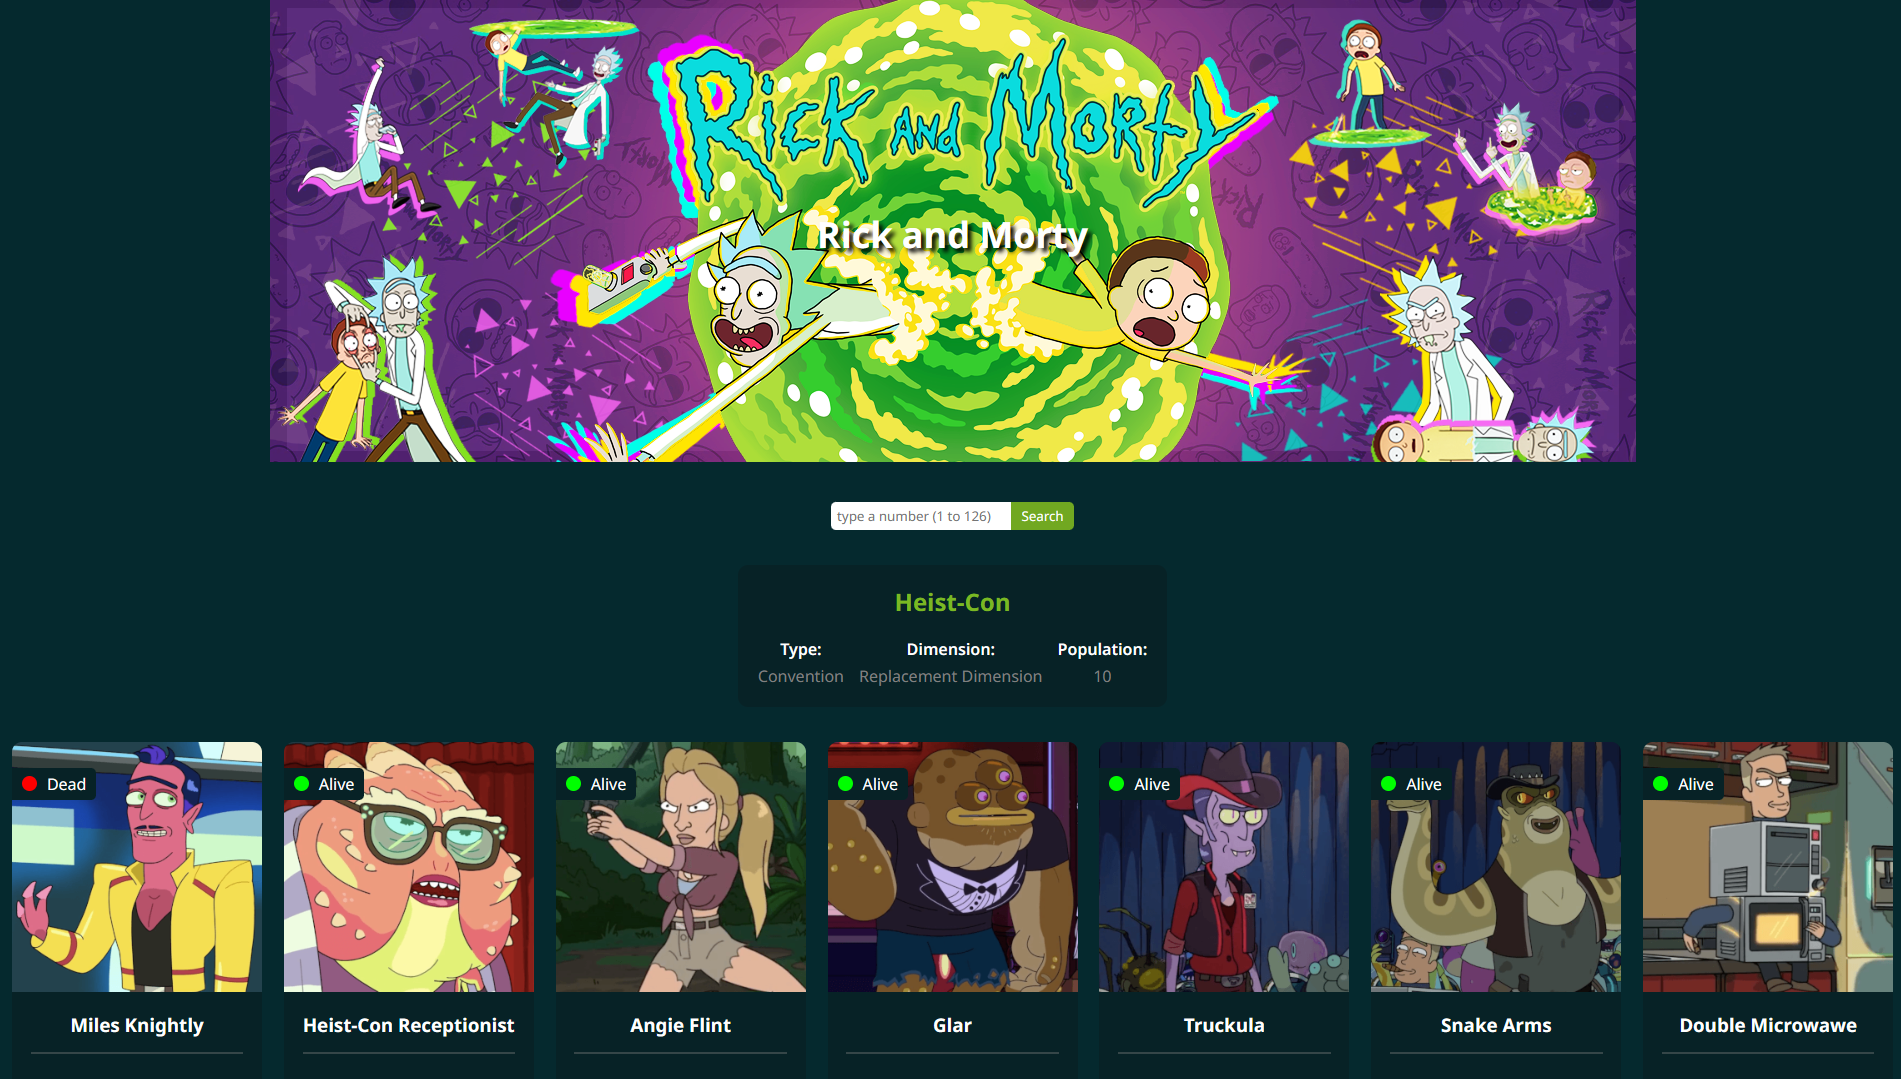 Rick and Morty
Rick and Morty
type a number (1 to 126) Search
Heist-Con
Type: Dimension: Population:
Convention Replacement Dimension 10
Dead Alive Alive Alive Alive Alive Alive
Miles Knightly Heist-Con Receptionist Angie Flint Glar Truckula Snake Arms Double Microwawe